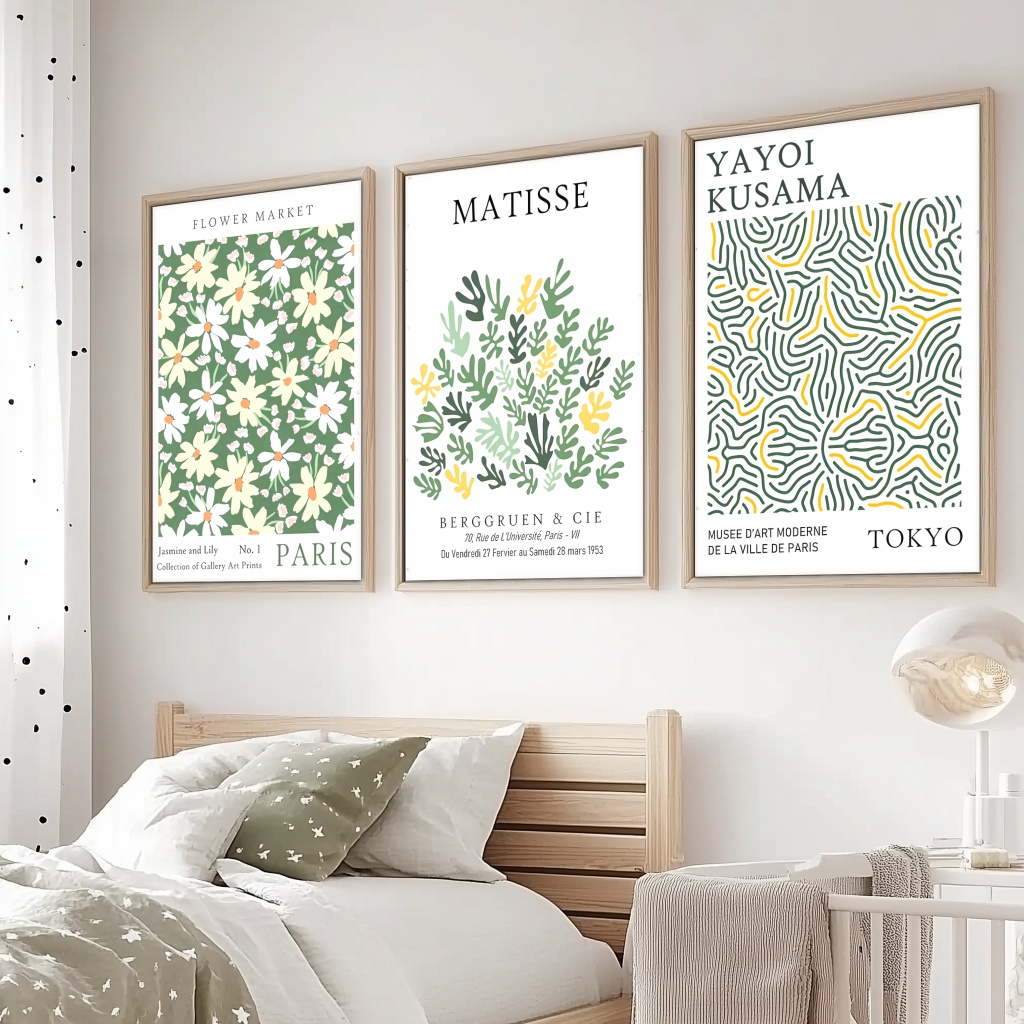 FLOWER MARKET
Jasmine and Lily No. 1
Collection of Gallery Art Prints
PARIS
MATISSE
BERGGRUEN & CIE
70, Rue de L'Université, Paris - VII
Du Vendredi 27 Fervier au Samedi 28 mars 1953
YAYOI
KUSAMA
MUSEE D'ART MODERNE
DE LA VILLE DE PARIS
TOKYO